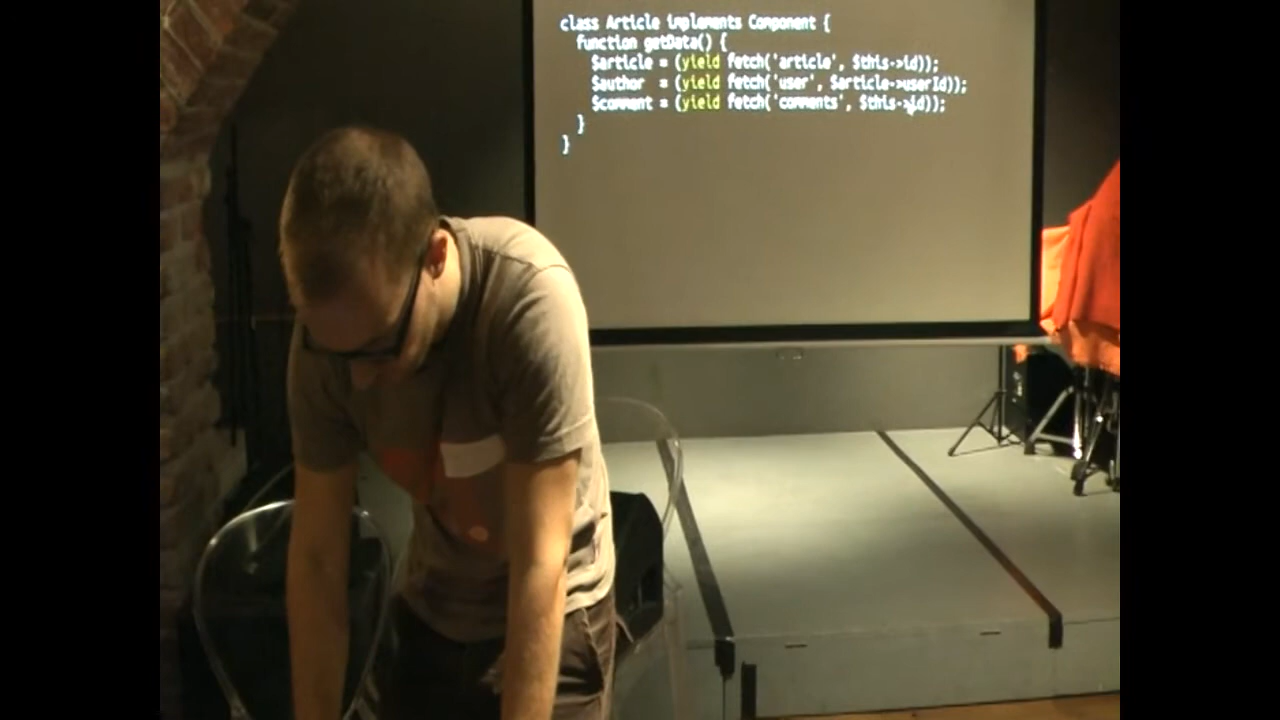 class Article implements Component {
function getData() {
$article = (yield fetch('article', $this->id));
$author = (yield fetch('user', $article->userId));
$comment = (yield fetch('comments', $this->id));
}
}